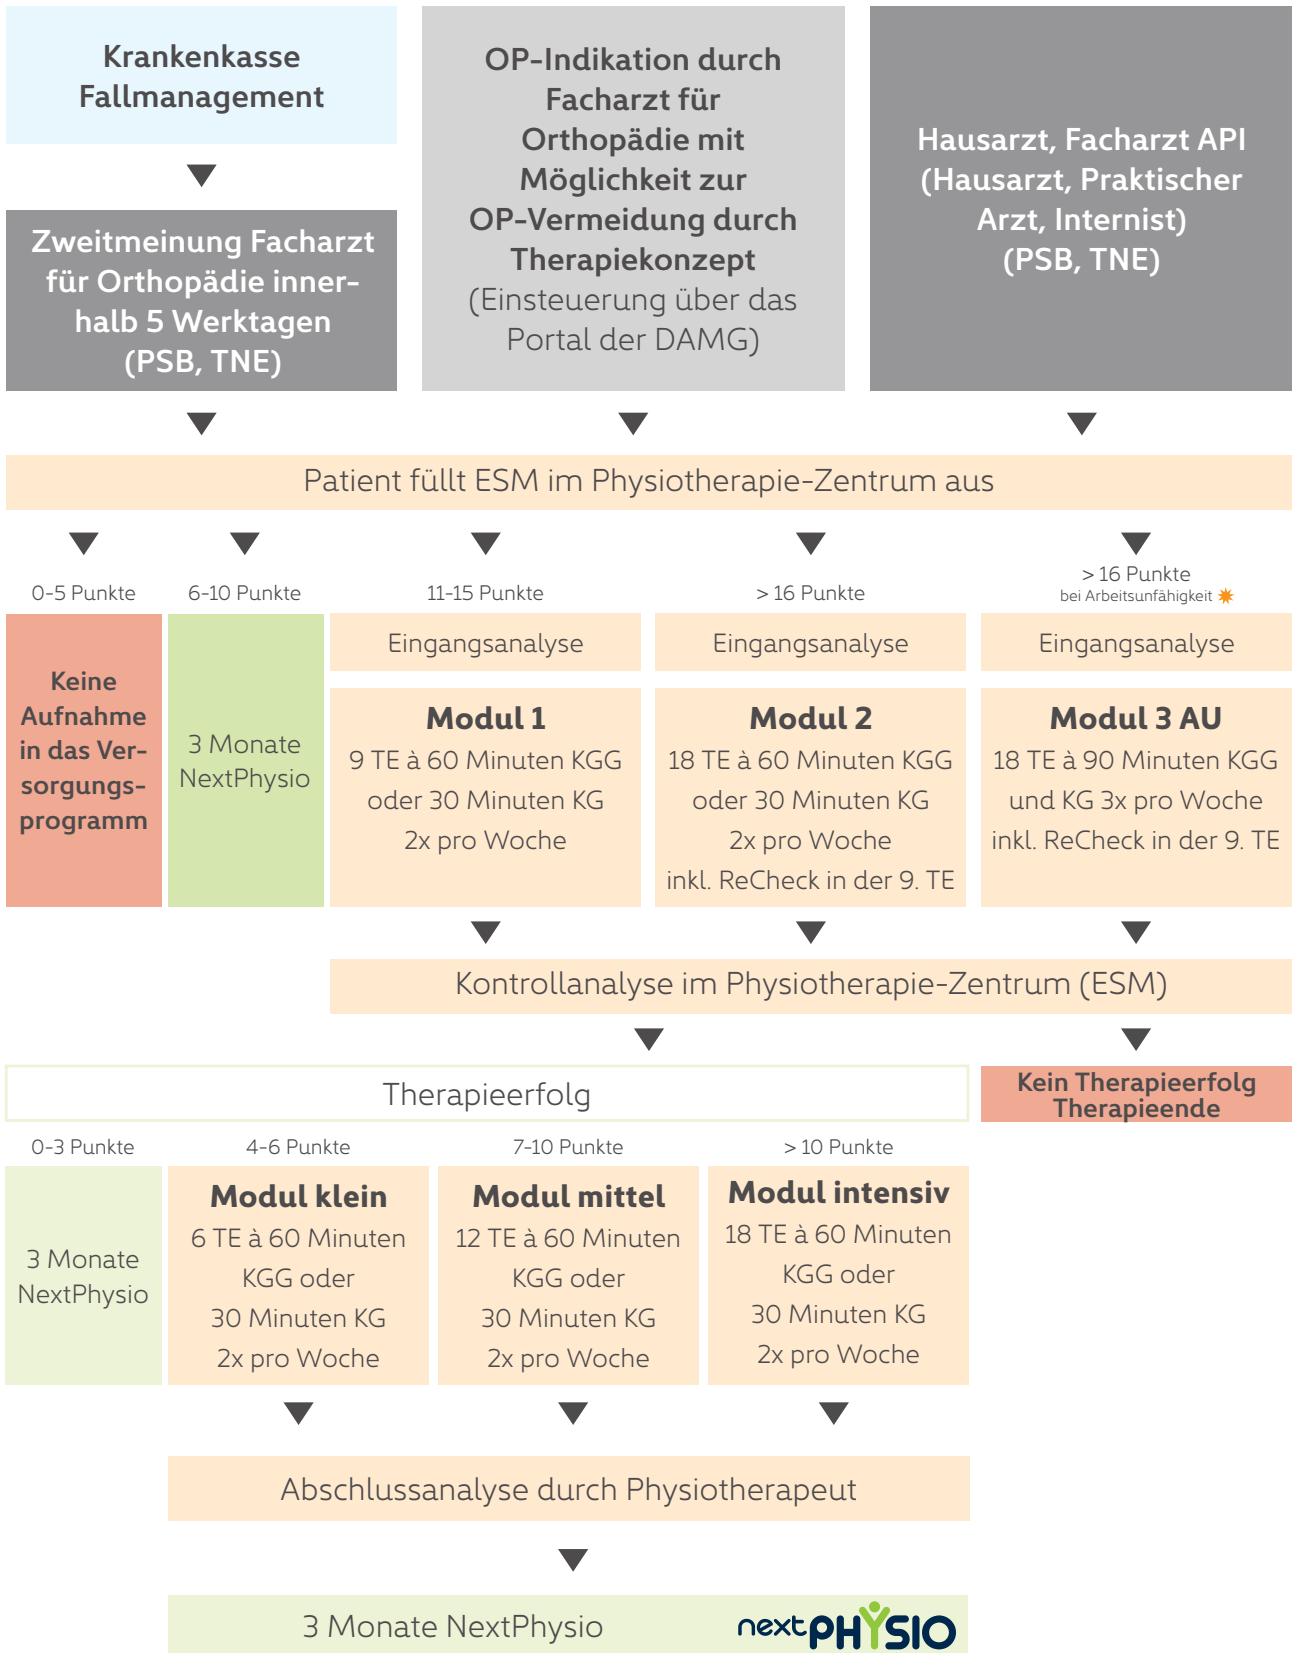 Krankenkasse
Fallmanagement
Zweitmeinung Facharzt
für Orthopädie inner-
halb 5 Werktagen
(PSB, TNE)
OP-Indikation durch
Facharzt für
Orthopädie mit
Möglichkeit zur
OP-Vermeidung durch
Therapiekonzept
(Einsteuerung über das
Portal der DAMG)
Hausarzt, Facharzt API
(Hausarzt, Praktischer
Arzt, Internist)
(PSB, TNE)
Patient füllt ESM im Physiotherapie-Zentrum aus
0-5 Punkte
Keine
Aufnahme
in das Ver-
sorgungs-
programm
6-10 Punkte
3 Monate
NextPhysio
11-15 Punkte
Eingangsanalyse
Modul 1
9 TE à 60 Minuten KGG
oder 30 Minuten KG
2x pro Woche
> 16 Punkte
Eingangsanalyse
Modul 2
18 TE à 60 Minuten KGG
oder 30 Minuten KG
2x pro Woche
inkl. ReCheck in der 9. TE
> 16 Punkte
bei Arbeitsunfähigkeit
Eingangsanalyse
Modul 3 AU
18 TE à 90 Minuten KGG
und KG 3x pro Woche
inkl. ReCheck in der 9. TE
Kontrollanalyse im Physiotherapie-Zentrum (ESM)
Therapieerfolg
Kein Therapieerfolg
Therapieende
0-3 Punkte
3 Monate
NextPhysio
4-6 Punkte
Modul klein
6 TE à 60 Minuten
KGG oder
30 Minuten KG
2x pro Woche
7-10 Punkte
Modul mittel
12 TE à 60 Minuten
KGG oder
30 Minuten KG
2x pro Woche
> 10 Punkte
Modul intensiv
18 TE à 60 Minuten
KGG oder
30 Minuten KG
2x pro Woche
Abschlussanalyse durch Physiotherapeut
3 Monate NextPhysio
nextPHYSIO